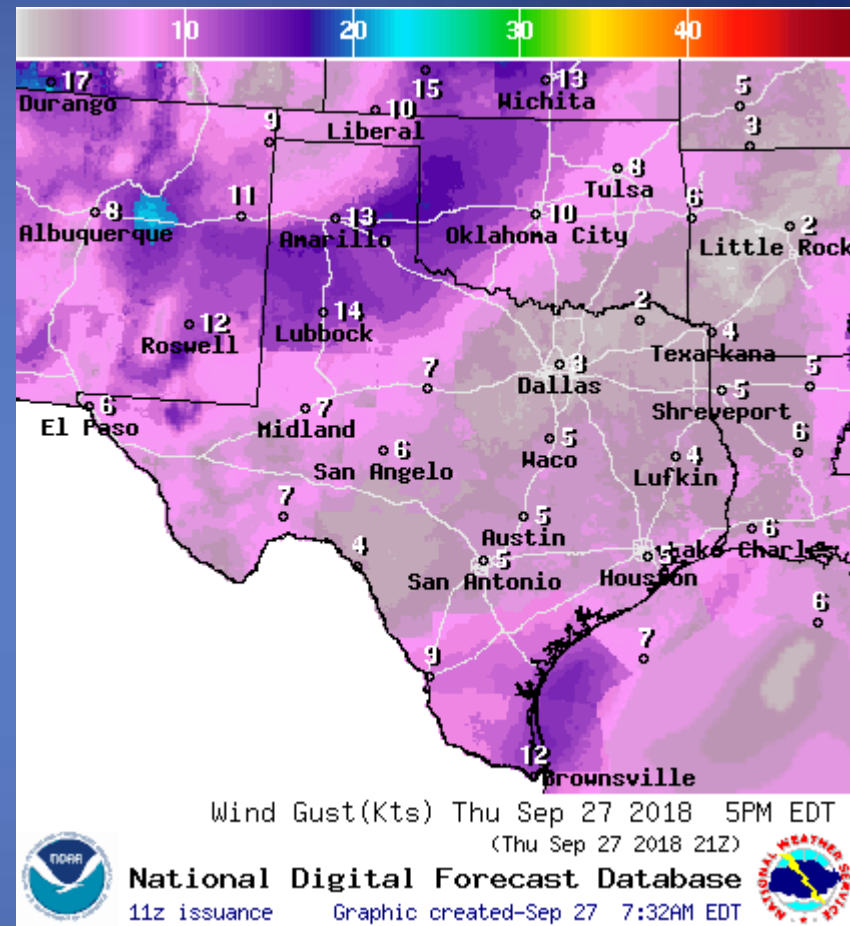 10 20 30 40
17 Durango
15
13 Wichita
5
10 Liberal
9
3
8 Tulsa
8 Albuquerque
11
13 Amarillo
10 Oklahoma City
6
2 Little Rock
12 Roswell
14 Lubbock
2
4 Texarkana
3 Dallas
7
5 Shreveport
5
6 El Paso
7 Midland
6 San Angelo
5 Waco
4 Lufkin
6
7
5 Austin
6 Lake Charles
4
5 San Antonio
5 Houston
6
7
9
12 Brownsville
Wind Gust(Kts) Thu Sep 27 2018 5PM EDT
(Thu Sep 27 2018 21Z)
National Digital Forecast Database
11z issuance Graphic created-Sep 27 7:32AM EDT
NOAA
NATIONAL WEATHER SERVICE